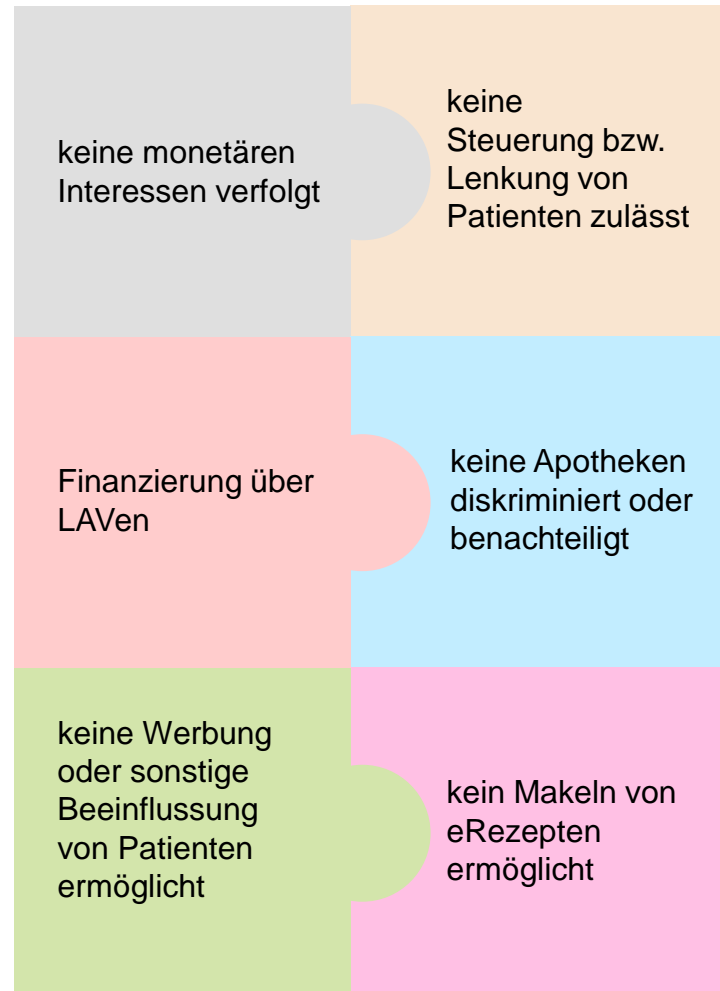 keine monetären
Interessen verfolgt
keine
Steuerung bzw.
Lenkung von
Patienten zulässt
Finanzierung über
LAVen
keine Apotheken
diskriminiert oder
benachteiligt
keine Werbung
oder sonstige
Beeinflussung
von Patienten
ermöglicht
kein Makeln von
eRezepten
ermöglicht